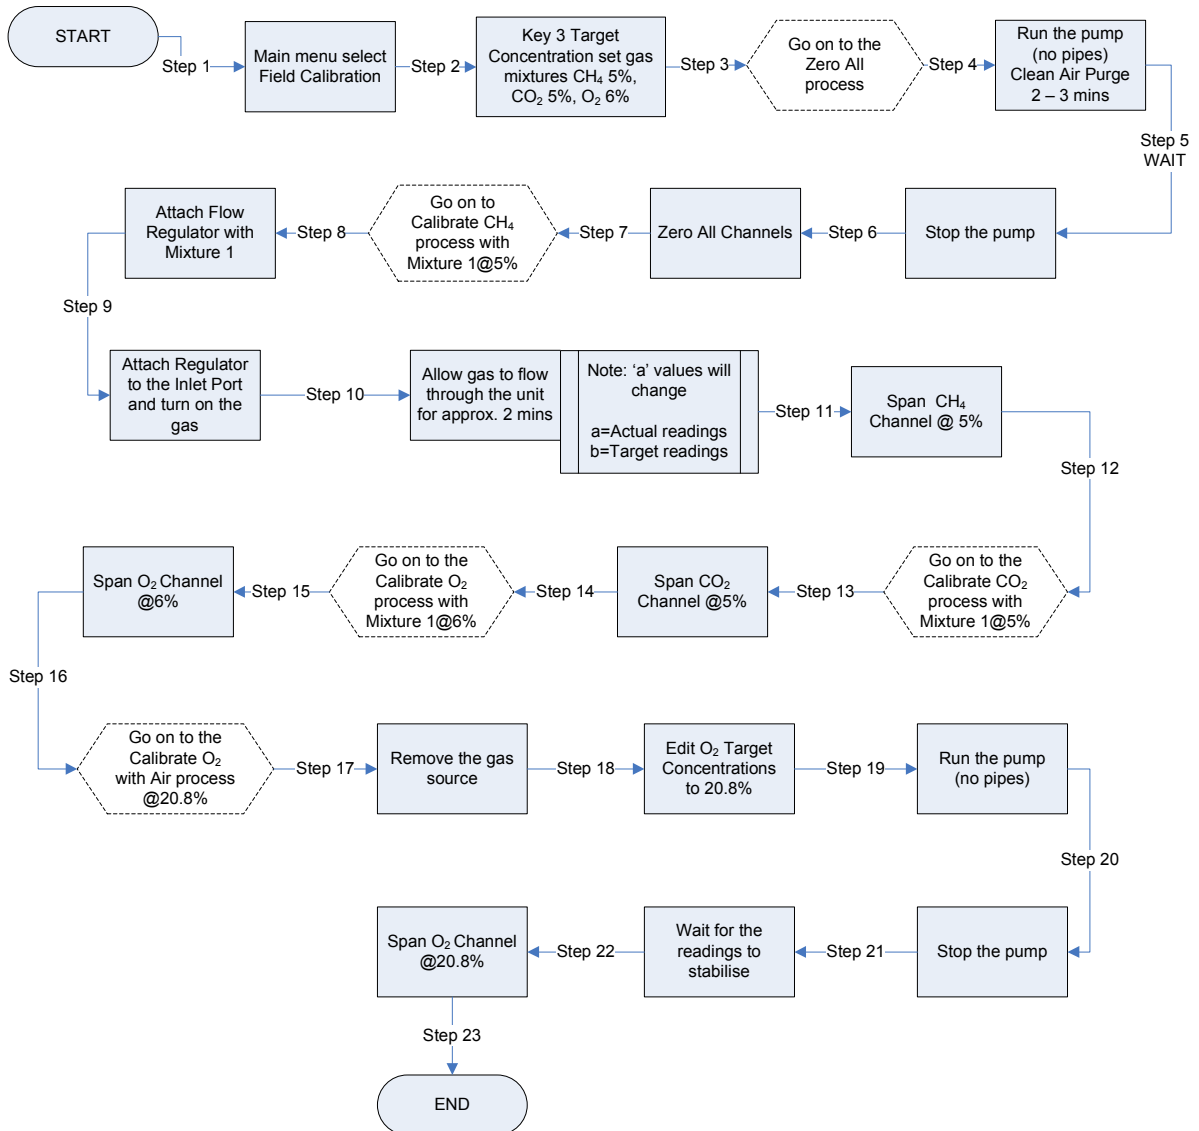 START
Step 1
Main menu select
Field Calibration
Step 2
Key 3 Target
Concentration set gas
mixtures CH₄ 5%,
CO₂ 5%, O₂ 6%
Step 3
Go on to the
Zero All
process
Step 4
Run the pump
(no pipes)
Clean Air Purge
2 – 3 mins
Step 5
WAIT
Stop the pump
Step 6
Zero All Channels
Step 7
Go on to
Calibrate CH₄
process with
Mixture 1@5%
Step 8
Attach Flow
Regulator with
Mixture 1
Step 9
Attach Regulator
to the Inlet Port
and turn on the
gas
Step 10
Allow gas to flow
through the unit
for approx. 2 mins
Note: ‘a’ values will
change
a=Actual readings
b=Target readings
Step 11
Span CH₄
Channel @ 5%
Step 12
Go on to the
Calibrate CO₂
process with
Mixture 1@5%
Step 13
Span CO₂
Channel @5%
Step 14
Go on to the
Calibrate O₂
process with
Mixture 1@6%
Step 15
Span O₂ Channel
@6%
Step 16
Go on to the
Calibrate O₂
with Air process
@20.8%
Step 17
Remove the gas
source
Step 18
Edit O₂ Target
Concentrations
to 20.8%
Step 19
Run the pump
(no pipes)
Step 20
Stop the pump
Step 21
Wait for the
readings to
stabilise
Step 22
Span O₂ Channel
@20.8%
Step 23
END